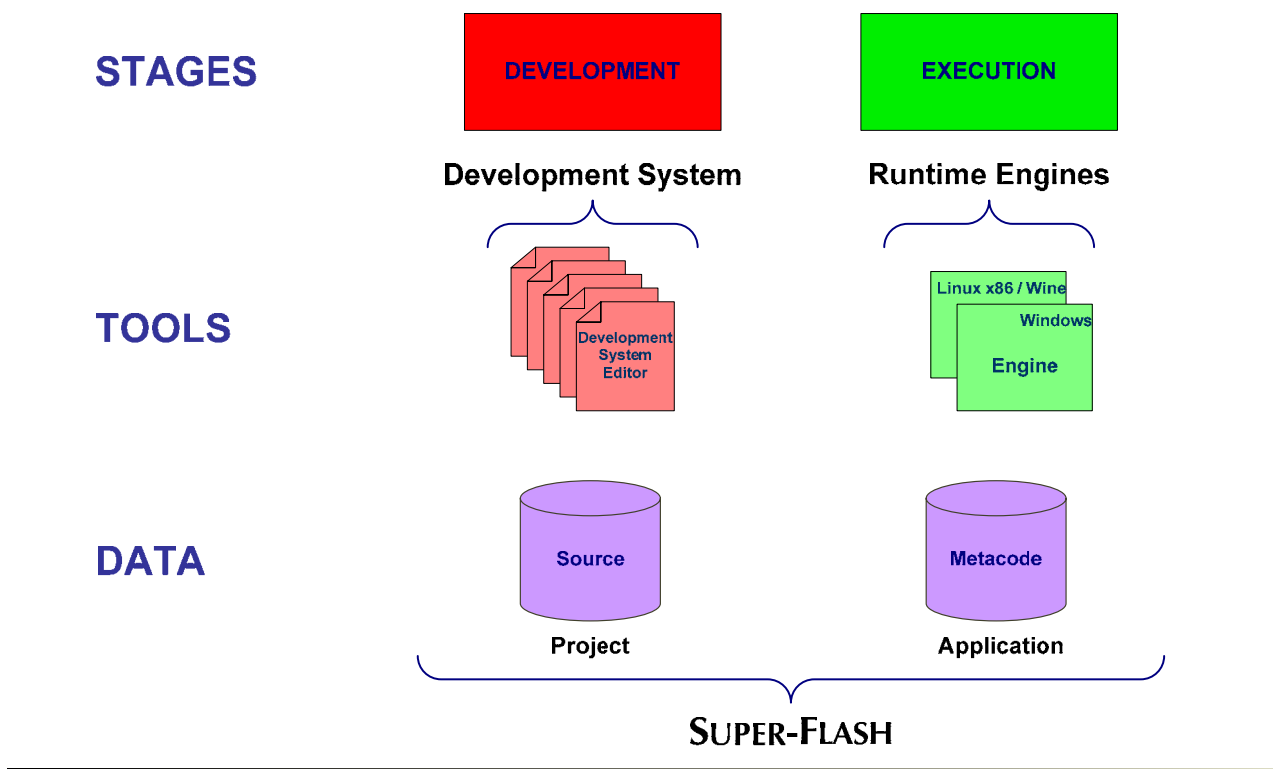 STAGES
DEVELOPMENT
EXECUTION
Development System
Runtime Engines
TOOLS
Development
System
Editor
Linux x86 / Wine
Windows
Engine
DATA
Source
Metacode
Project
Application
SUPER-FLASH